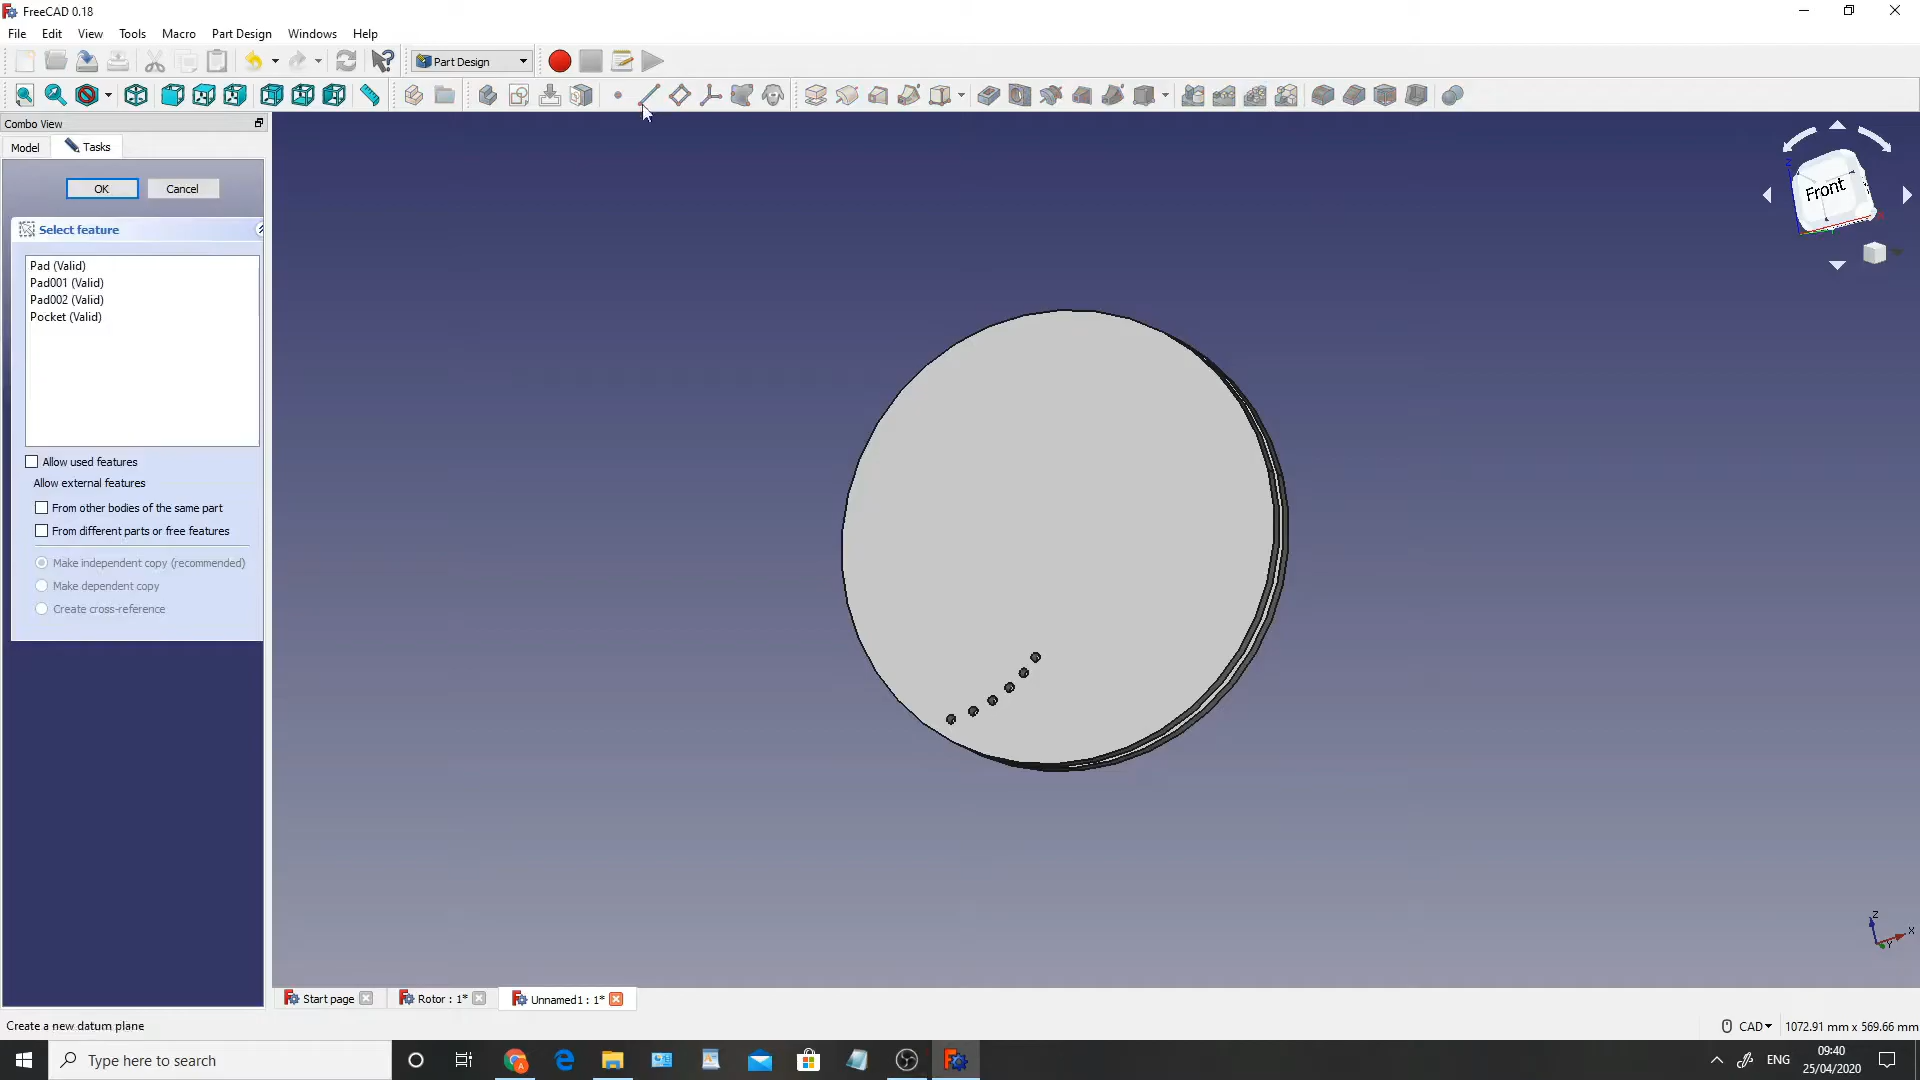 FreeCAD 0.18
File Edit View Tools Macro Part Design Windows Help
Part Design
Combo View
Model Tasks
OK Cancel
Select feature
Pad (Valid)
Pad001 (Valid)
Pad002 (Valid)
Pocket (Valid)
Allow used features
Allow external features
From other bodies of the same part
From different parts or free features
Make independent copy (recommended)
Make dependent copy
Create cross-reference
Front
Z
X
Z
X
Y
Start page Rotor : 1* Unnamed1 : 1*
Create a new datum plane
CAD 1072.91 mm x 569.66 mm
Type here to search
ENG
09:40
25/04/2020